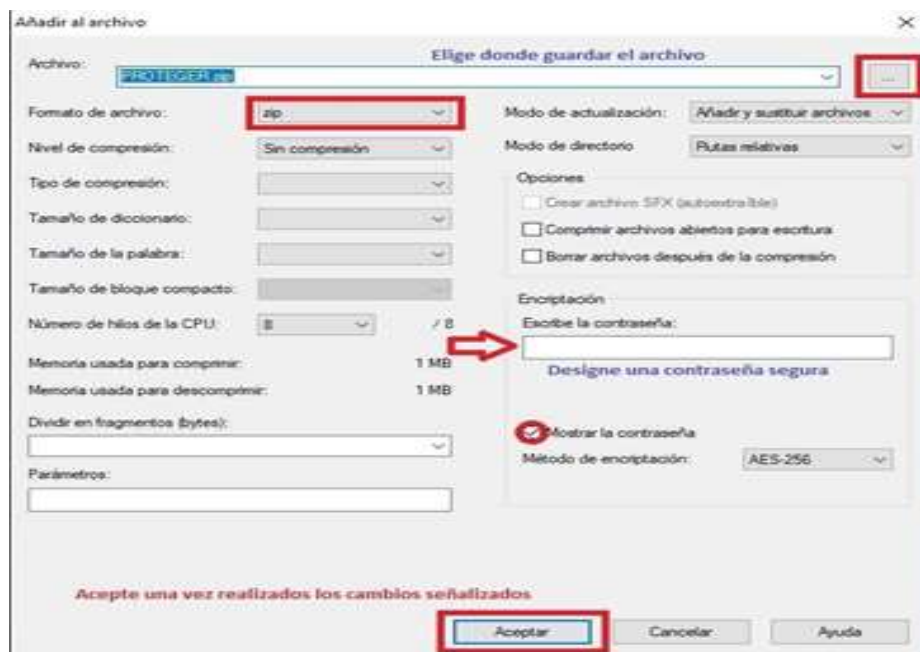 Añadir al archivo
Elige donde guardar el archivo
Archivo:
PROTEGER.zip
...
Formato de archivo:
zip
Nivel de compresión:
Sin compresión
Tipo de compresión:
Tamaño de diccionario:
Tamaño de la palabra:
Tamaño de bloque compacto:
Número de hilos de la CPU:
8
/ 8
Memoria usada para comprimir:
1 MB
Memoria usada para descomprimir:
1 MB
Dividir en fragmentos (bytes):
Parámetros:
Modo de actualización:
Añadir y sustituir archivos
Modo de directorio
Rutas relativas
Opciones
Crear archivo SFX (autoextraíble)
Comprimir archivos abiertos para escritura
Borrar archivos después de la compresión
Encriptación
Escribe la contraseña:
Designe una contraseña segura
Mostrar la contraseña
Método de encriptación:
AES-256
Acepte una vez realizados los cambios señalizados
Aceptar
Cancelar
Ayuda